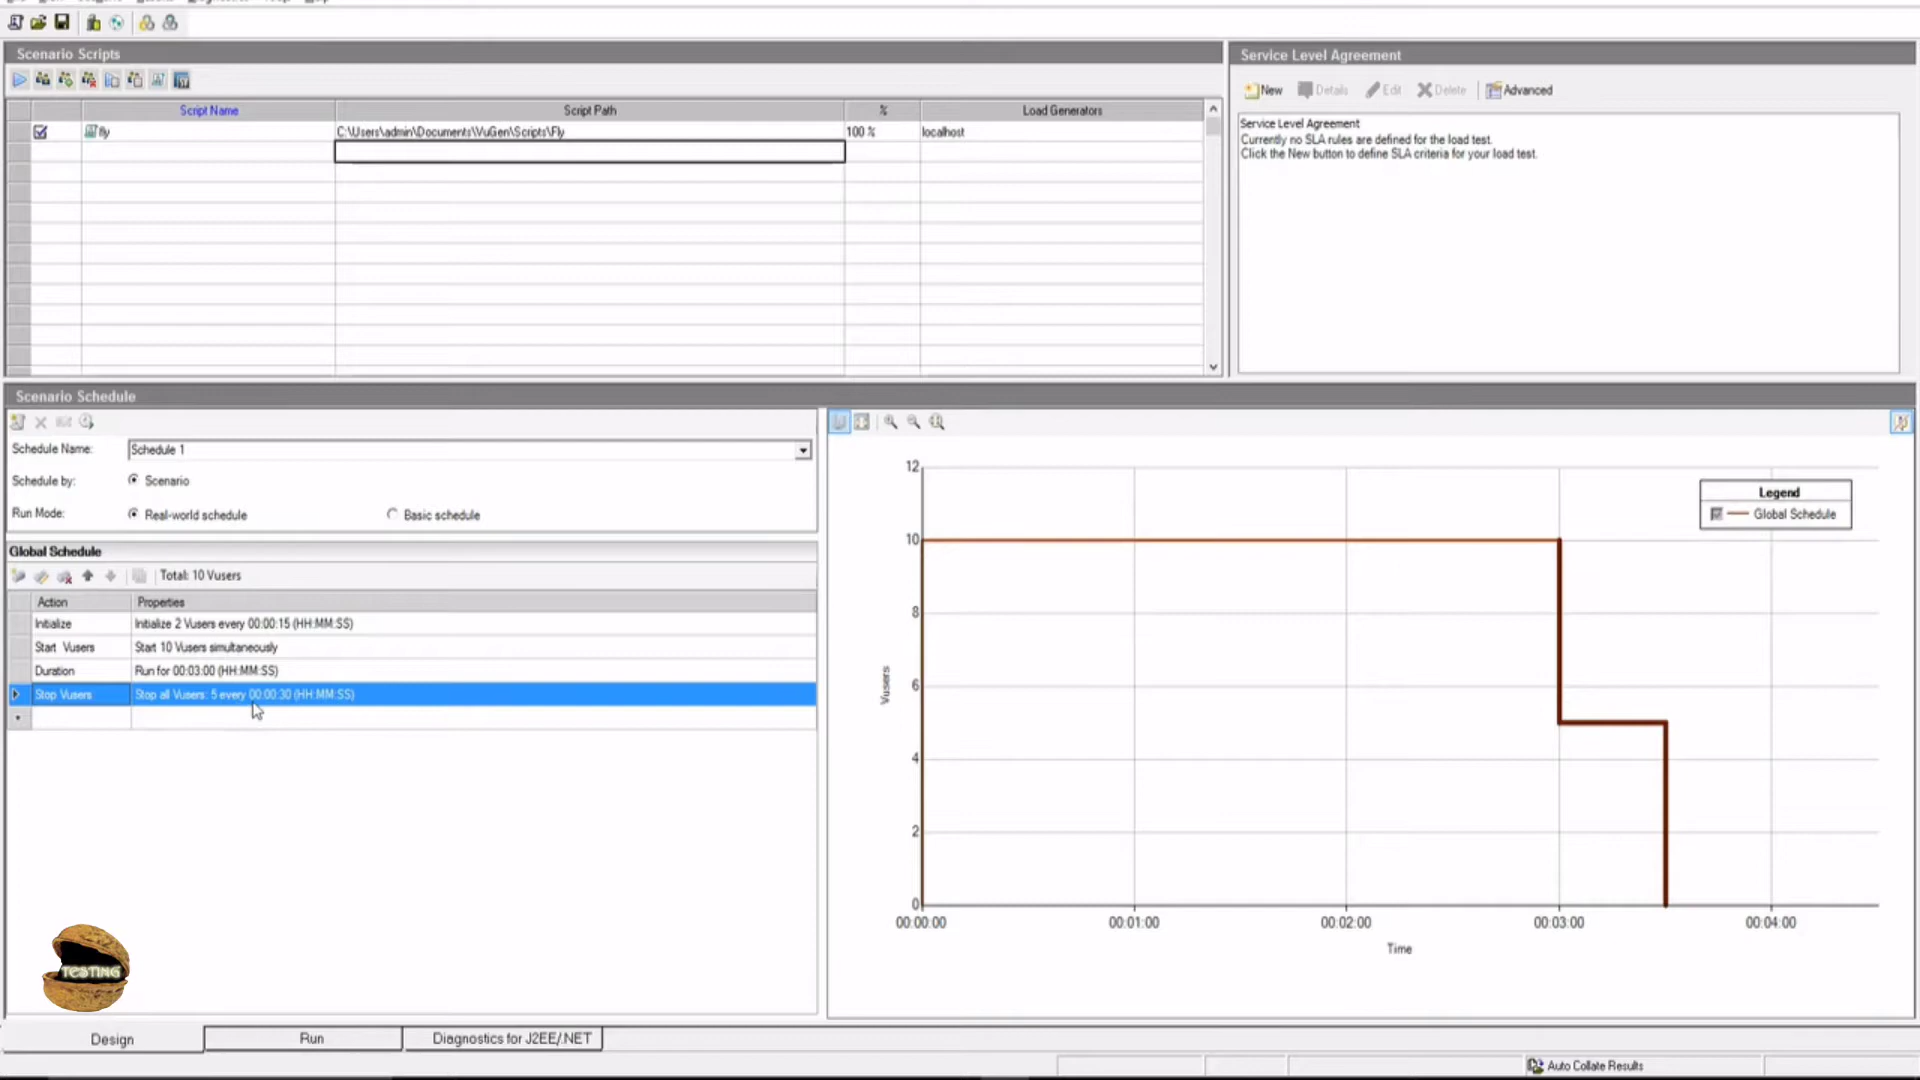 Scenario Scripts
Script Name Script Path % Load Generators
fly C:\Users\admin\Documents\VuGen\Scripts\Fly 100 % localhost
Service Level Agreement
New Details Edit Delete Advanced
Service Level Agreement
Currently no SLA rules are defined for the load test.
Click the New button to define SLA criteria for your load test.
Scenario Schedule
Schedule Name: Schedule 1
Schedule by: Scenario
Run Mode: Real-world schedule Basic schedule
Global Schedule
Total: 10 Vusers
Action Properties
Initialize Initialize 2 Vusers every 00:00:15 (HH:MM:SS)
Start Vusers Start 10 Vusers simultaneously
Duration Run for 00:03:00 (HH:MM:SS)
Stop Vusers Stop all Vusers: 5 every 00:00:30 (HH:MM:SS)
12
10
8
6
4
2
0
Vusers
00:00:00 00:01:00 00:02:00 00:03:00 00:04:00
Time
Legend
Global Schedule
TESTING
Design Run Diagnostics for J2EE/.NET
Auto Collate Results